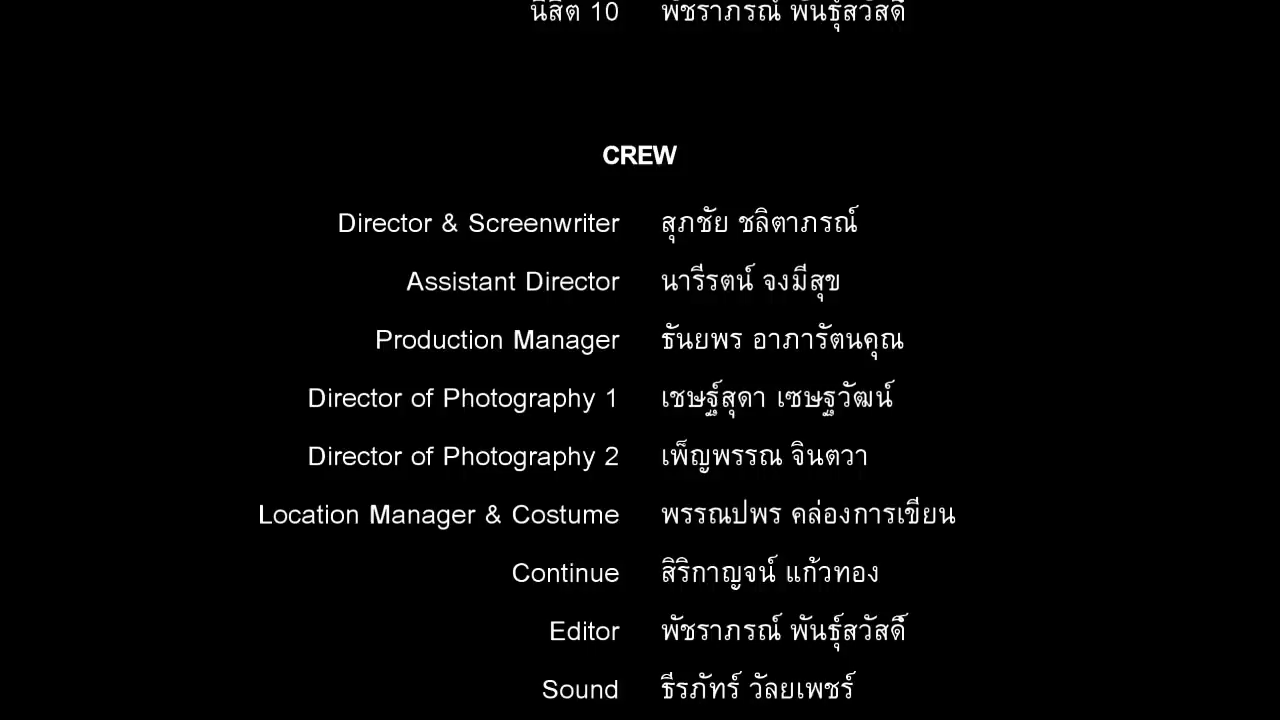 นิสิต 10 พัชราภรณ์ พันธุ์สวัสดิ์
CREW
Director & Screenwriter สุภชัย ชลิตาภรณ์
Assistant Director นารีรตน์ จงมีสุข
Production Manager ธันยพร อาภารัตนคุณ
Director of Photography 1 เชษฐ์สุดา เชษฐวัฒน์
Director of Photography 2 เพ็ญพรรณ จินตวา
Location Manager & Costume พรรณปพร คล่องการเขียน
Continue สิริกาญจน์ แก้วทอง
Editor พัชราภรณ์ พันธุ์สวัสดิ์
Sound ธีรภัทร์ วัลยเพชร์